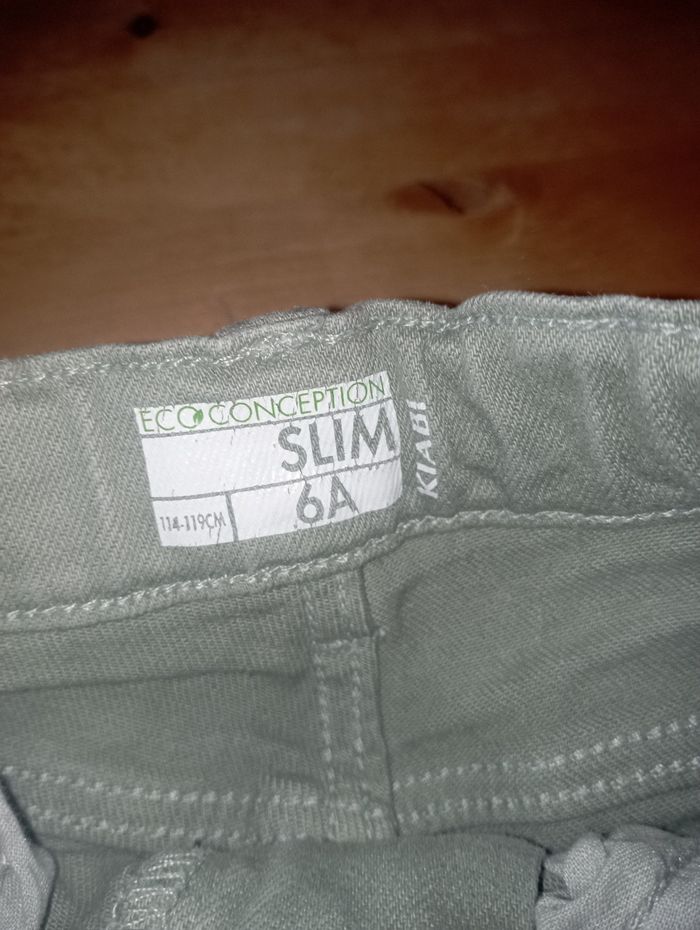 ECO CONCEPTION
SLIM
6A
114-119CM
KIABI